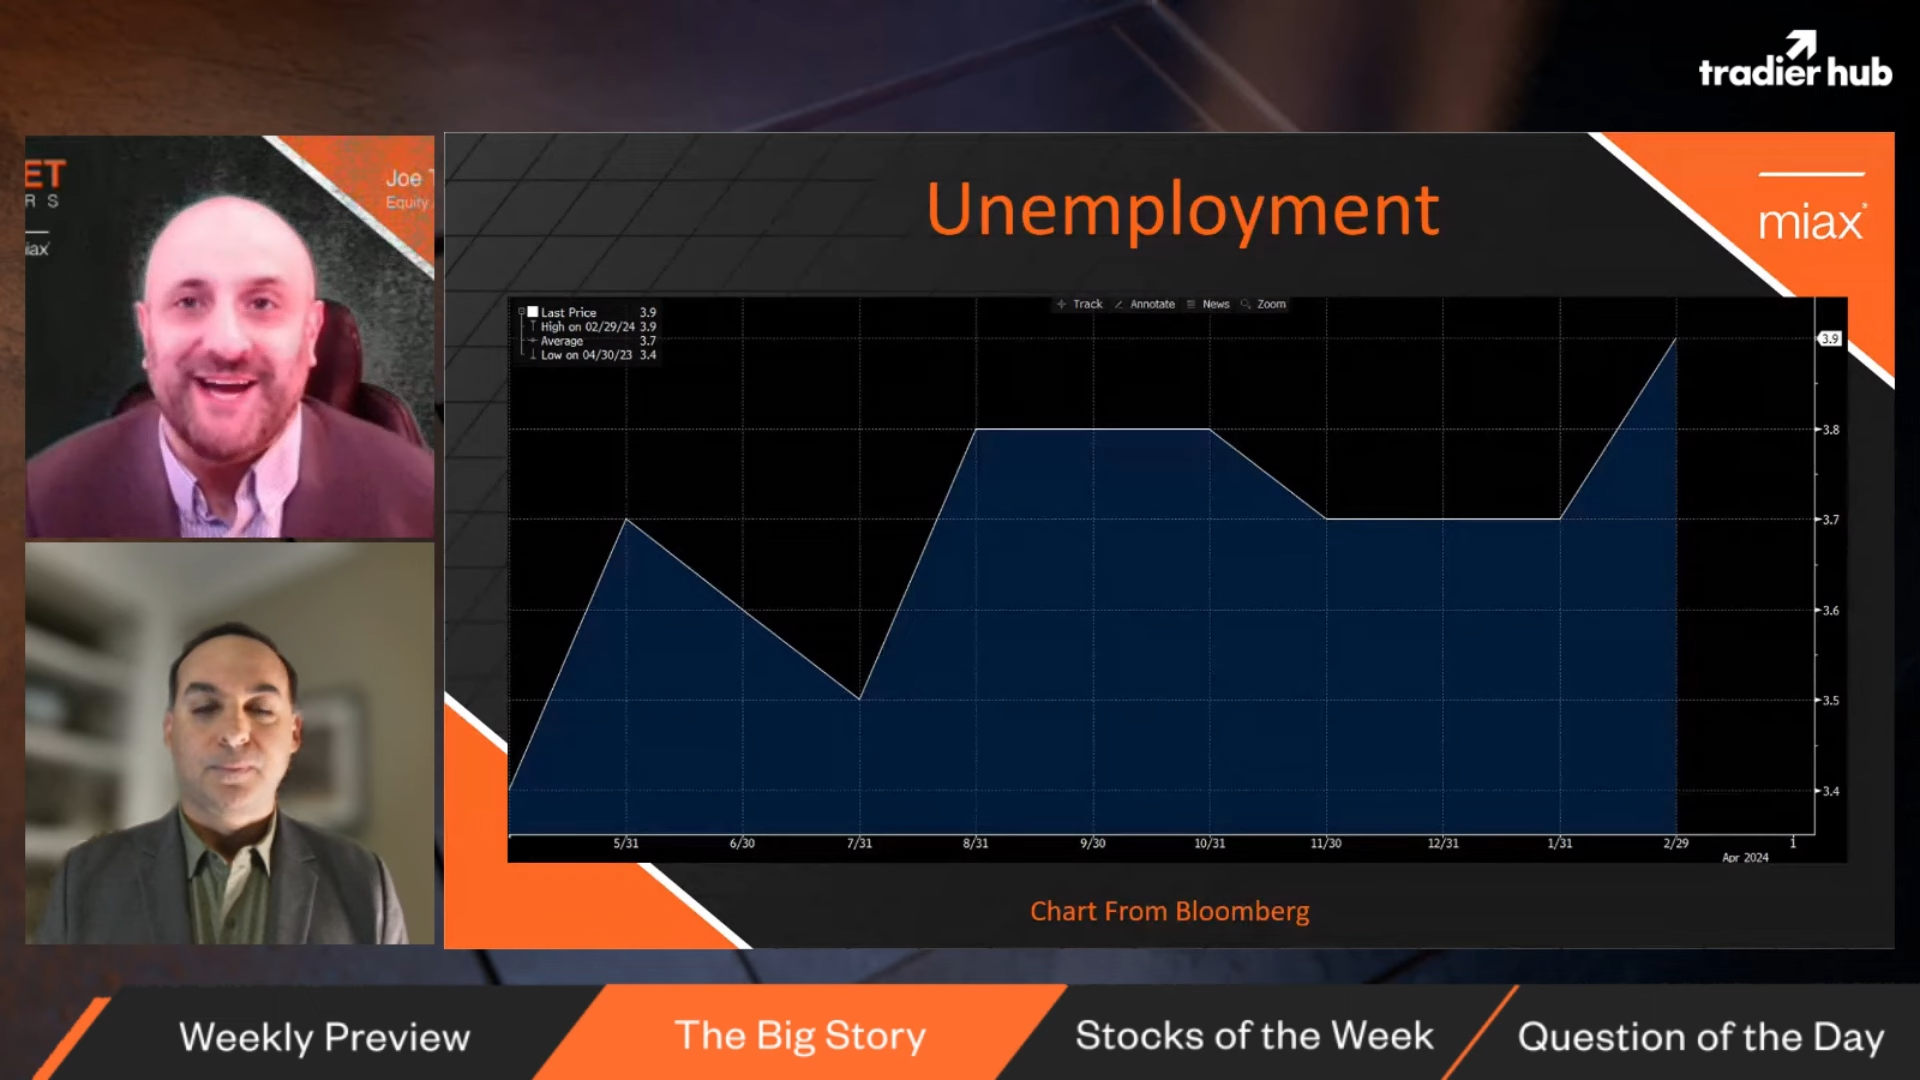 tradier hub
ET
R S
iax
Joe
Equity
Unemployment
miax
Last Price 3.9
High on 02/29/24 3.9
Average 3.7
Low on 04/30/23 3.4
Track Annotate News Zoom
3.9
3.8
3.7
3.6
3.5
3.4
5/31 6/30 7/31 8/31 9/30 10/31 11/30 12/31 1/31 2/29 1
Apr 2024
Chart From Bloomberg
Weekly Preview The Big Story Stocks of the Week Question of the Day